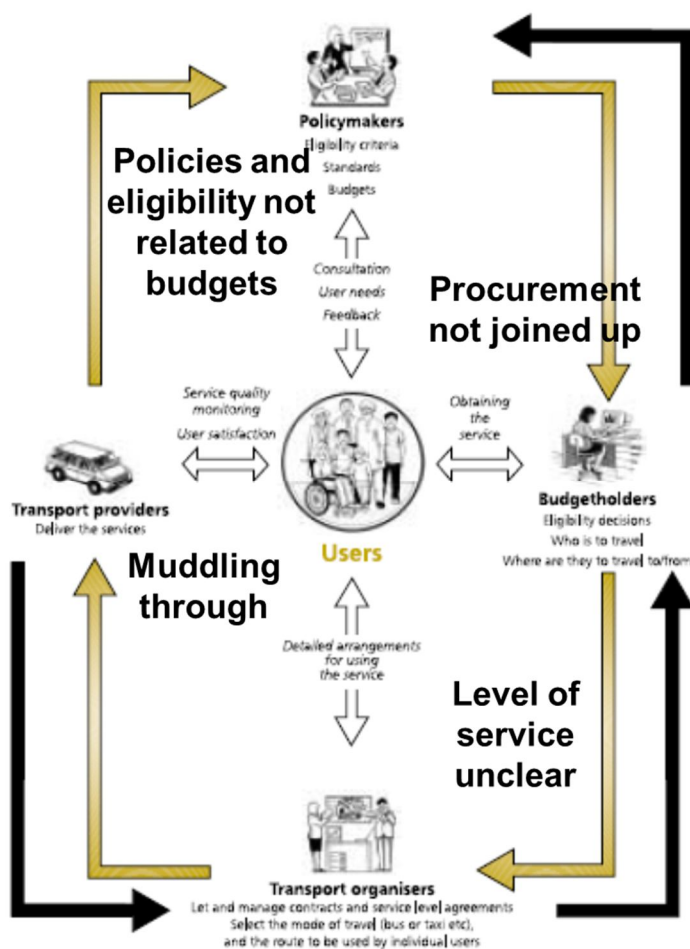 Policymakers
Eligibility criteria
Standards
Budgets
Policies and
eligibility not
related to
budgets
Consultation
User needs
Feedback
Procurement
not joined up
Service quality
monitoring
User satisfaction
Obtaining
the
service
Transport providers
Deliver the services
Users
Budgetholders
Eligibility decisions
Who is to travel
Where are they to travel to/from
Muddling
through
Detailed arrangements
for using
the service
Level of
service
unclear
Transport organisers
Let and manage contracts and service level agreements
Select the mode of travel (bus or taxi etc),
and the route to be used by individual users